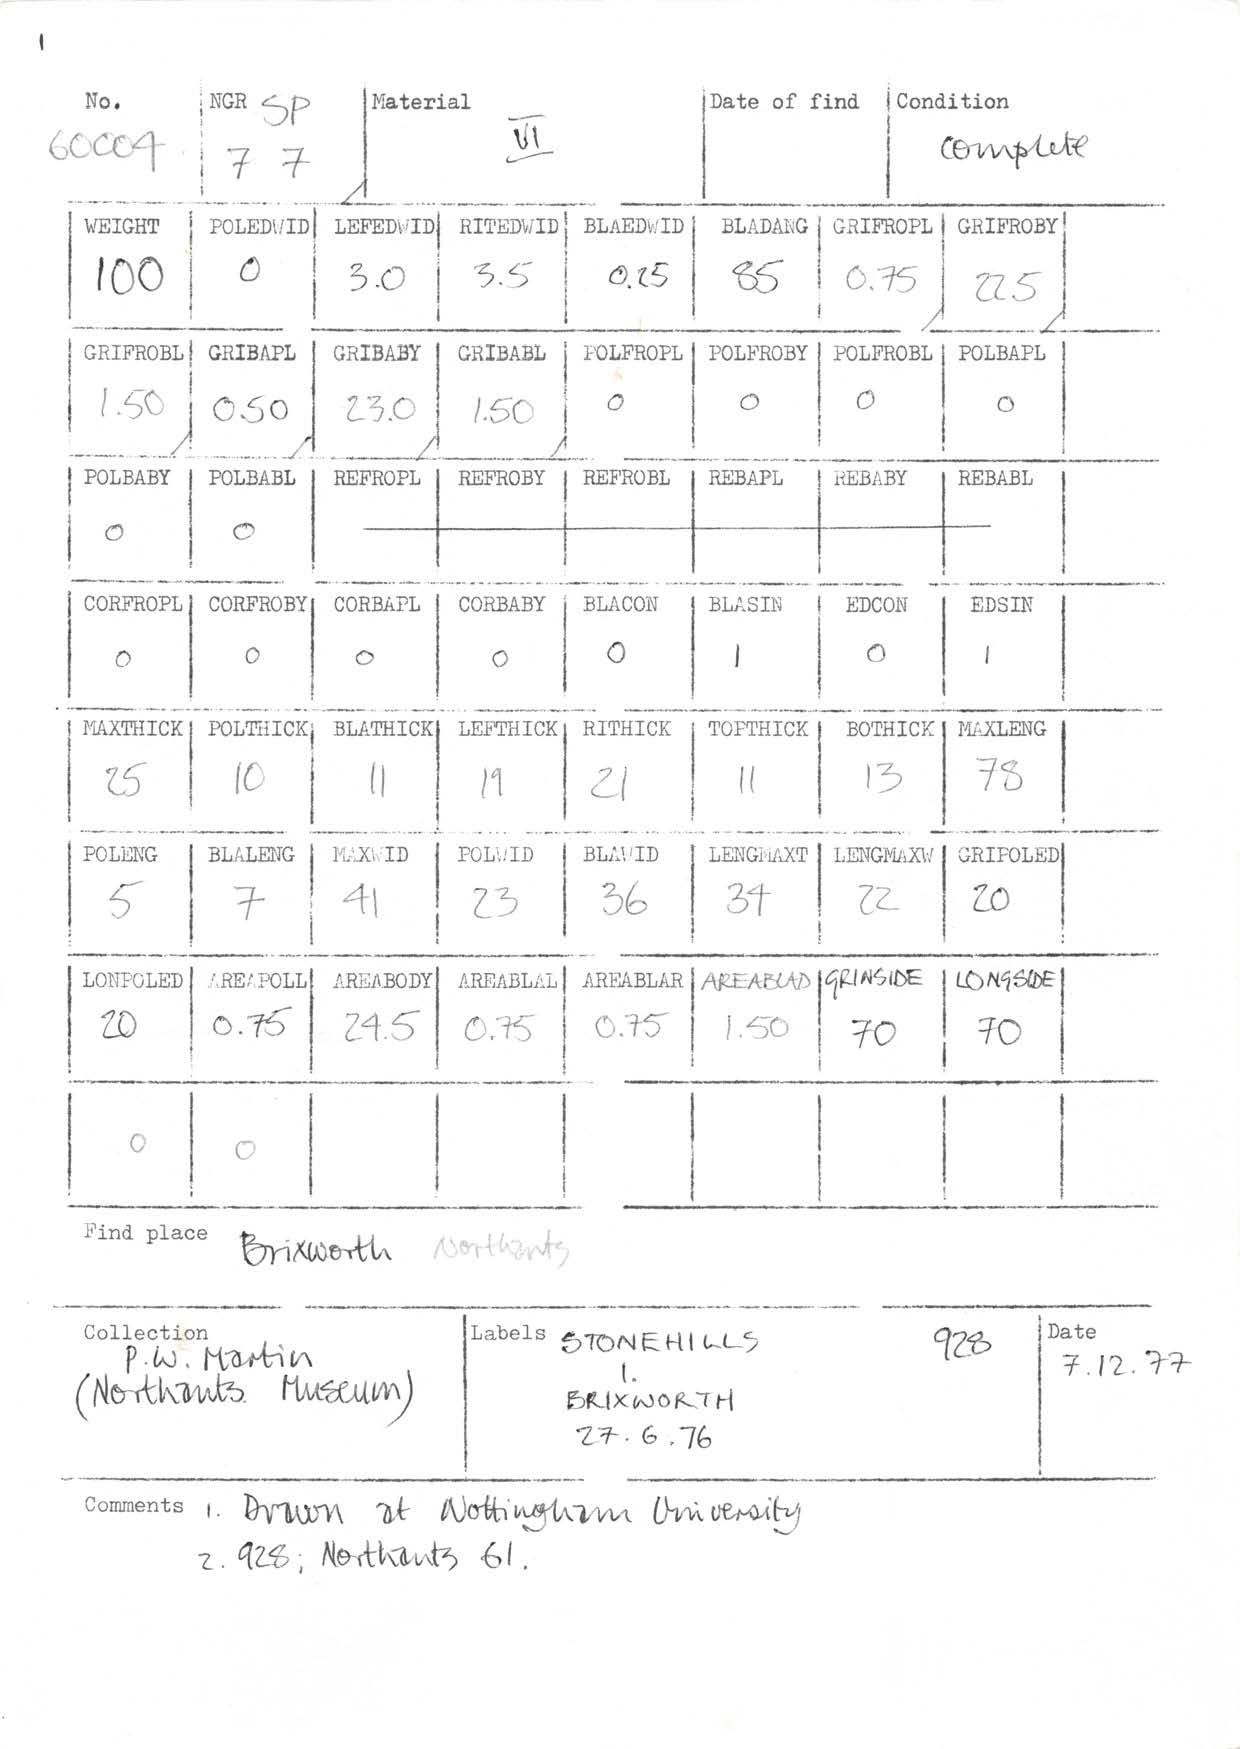 1
No. NGR SP Material Date of find Condition
60004 7 7 VI complete
WEIGHT POLEDWID LEFEDWID RITEDWID BLAEDWID BLADANG GRIFROPL GRIFROBY
100 0 3.0 3.5 0.25 85 0.75 22.5
GRIFROBL GRIBAPL GRIBABY GRIBABL POLFROPL POLFROBY POLFROBL POLBAPL
1.50 0.50 23.0 1.50 0 0 0 0
POLBABY POLBABL REFROPL REFROBY REFROBL REBAPL REBABY REBABL
0 0
CORFROPL CORFROBY CORBAPL CORBABY BLACON BLASIN EDCON EDSIN
0 0 0 0 0 1 0 1
MAXTHICK POLTHICK BLATHICK LEFTHICK RITHICK TOPTHICK BOTHICK MAXLENG
25 10 11 19 21 11 13 78
POLENG BLALENG MAXWID POLWID BLAWID LENGMAXT LENGMAXW GRIPOLED
5 7 41 23 36 34 22 20
LONPOLED AREAPOLL AREABODY AREABLAL AREABLAR AREABLAD GRINSIDE LONGSIDE
20 0.75 24.5 0.75 0.75 1.50 70 70
0 0
Find place Brixworth Northants
Collection Labels STONEHILLS 928 Date
P.W. Martin 1. 7.12.77
(Northants Museum) BRIXWORTH
27.6.76
Comments 1. Drawn at Nottingham University
2. 928; Northants 61.